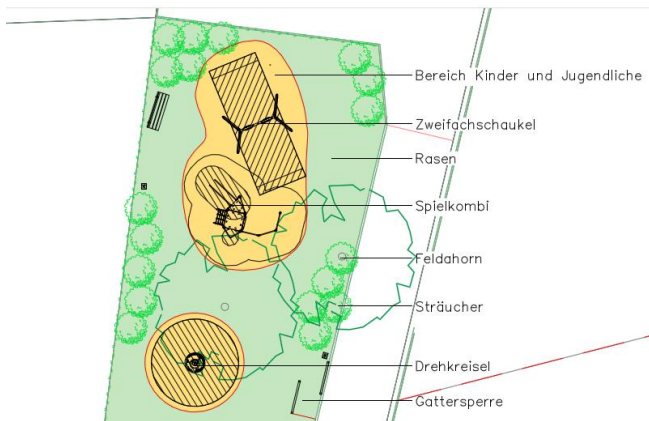 Bereich Kinder und Jugendliche
Zweifachschaukel
Rasen
Spielkombi
Feldahorn
Sträucher
Drehkreisel
Gattersperre